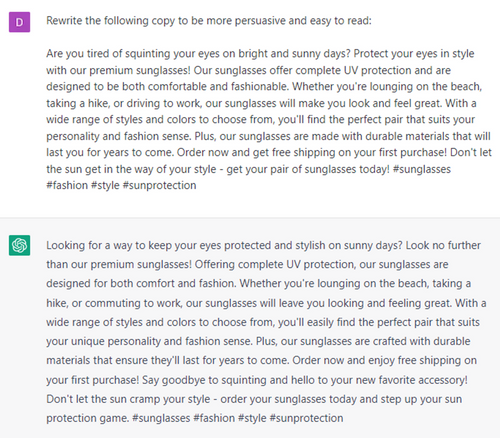 D
Rewrite the following copy to be more persuasive and easy to read:
Are you tired of squinting your eyes on bright and sunny days? Protect your eyes in style
with our premium sunglasses! Our sunglasses offer complete UV protection and are
designed to be both comfortable and fashionable. Whether you're lounging on the beach,
taking a hike, or driving to work, our sunglasses will make you look and feel great. With a
wide range of styles and colors to choose from, you'll find the perfect pair that suits your
personality and fashion sense. Plus, our sunglasses are made with durable materials that will
last you for years to come. Order now and get free shipping on your first purchase! Don't let
the sun get in the way of your style - get your pair of sunglasses today! #sunglasses
#fashion #style #sunprotection
Looking for a way to keep your eyes protected and stylish on sunny days? Look no further
than our premium sunglasses! Offering complete UV protection, our sunglasses are
designed for both comfort and fashion. Whether you're lounging on the beach, taking a
hike, or commuting to work, our sunglasses will leave you looking and feeling great. With a
wide range of styles and colors to choose from, you'll easily find the perfect pair that suits
your unique personality and fashion sense. Plus, our sunglasses are crafted with durable
materials that ensure they'll last for years to come. Order now and enjoy free shipping on
your first purchase! Say goodbye to squinting and hello to your new favorite accessory!
Don't let the sun cramp your style - order your sunglasses today and step up your sun
protection game. #sunglasses #fashion #style #sunprotection